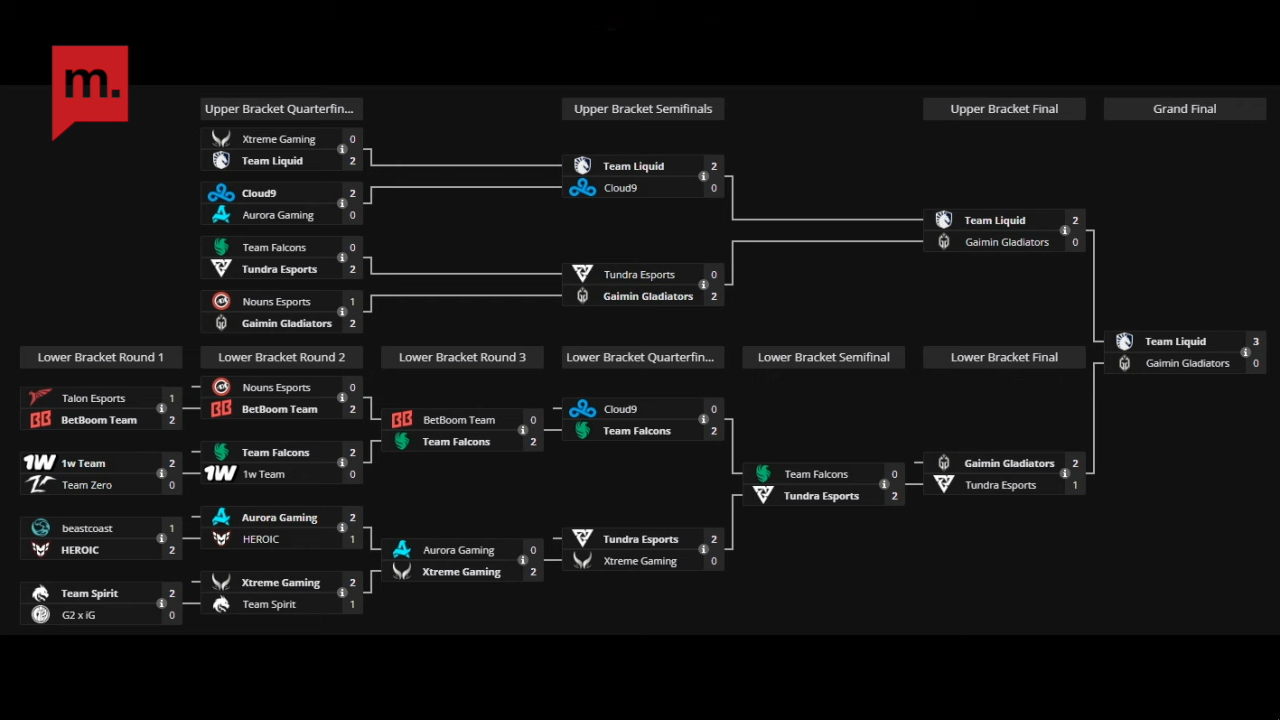 m.
Upper Bracket Quarterfin...
Upper Bracket Semifinals
Upper Bracket Final
Grand Final
Xtreme Gaming 0
Team Liquid 2
Cloud9 2
Aurora Gaming 0
Team Falcons 0
Tundra Esports 2
Nouns Esports 1
Gaimin Gladiators 2
Team Liquid 2
Cloud9 0
Tundra Esports 0
Gaimin Gladiators 2
Team Liquid 2
Gaimin Gladiators 0
Team Liquid 3
Gaimin Gladiators 0
Lower Bracket Round 1
Lower Bracket Round 2
Lower Bracket Round 3
Lower Bracket Quarterfin...
Lower Bracket Semifinal
Lower Bracket Final
Talon Esports 1
BB BetBoom Team 2
1W 1w Team 2
Team Zero 0
beastcoast 1
HEROIC 2
Team Spirit 2
G2 x iG 0
Nouns Esports 0
BB BetBoom Team 2
Team Falcons 2
1W 1w Team 0
Aurora Gaming 2
HEROIC 1
Xtreme Gaming 2
Team Spirit 1
BB BetBoom Team 0
Team Falcons 2
Aurora Gaming 0
Xtreme Gaming 2
Cloud9 0
Team Falcons 2
Tundra Esports 2
Xtreme Gaming 0
Team Falcons 0
Tundra Esports 2
Gaimin Gladiators 2
Tundra Esports 1